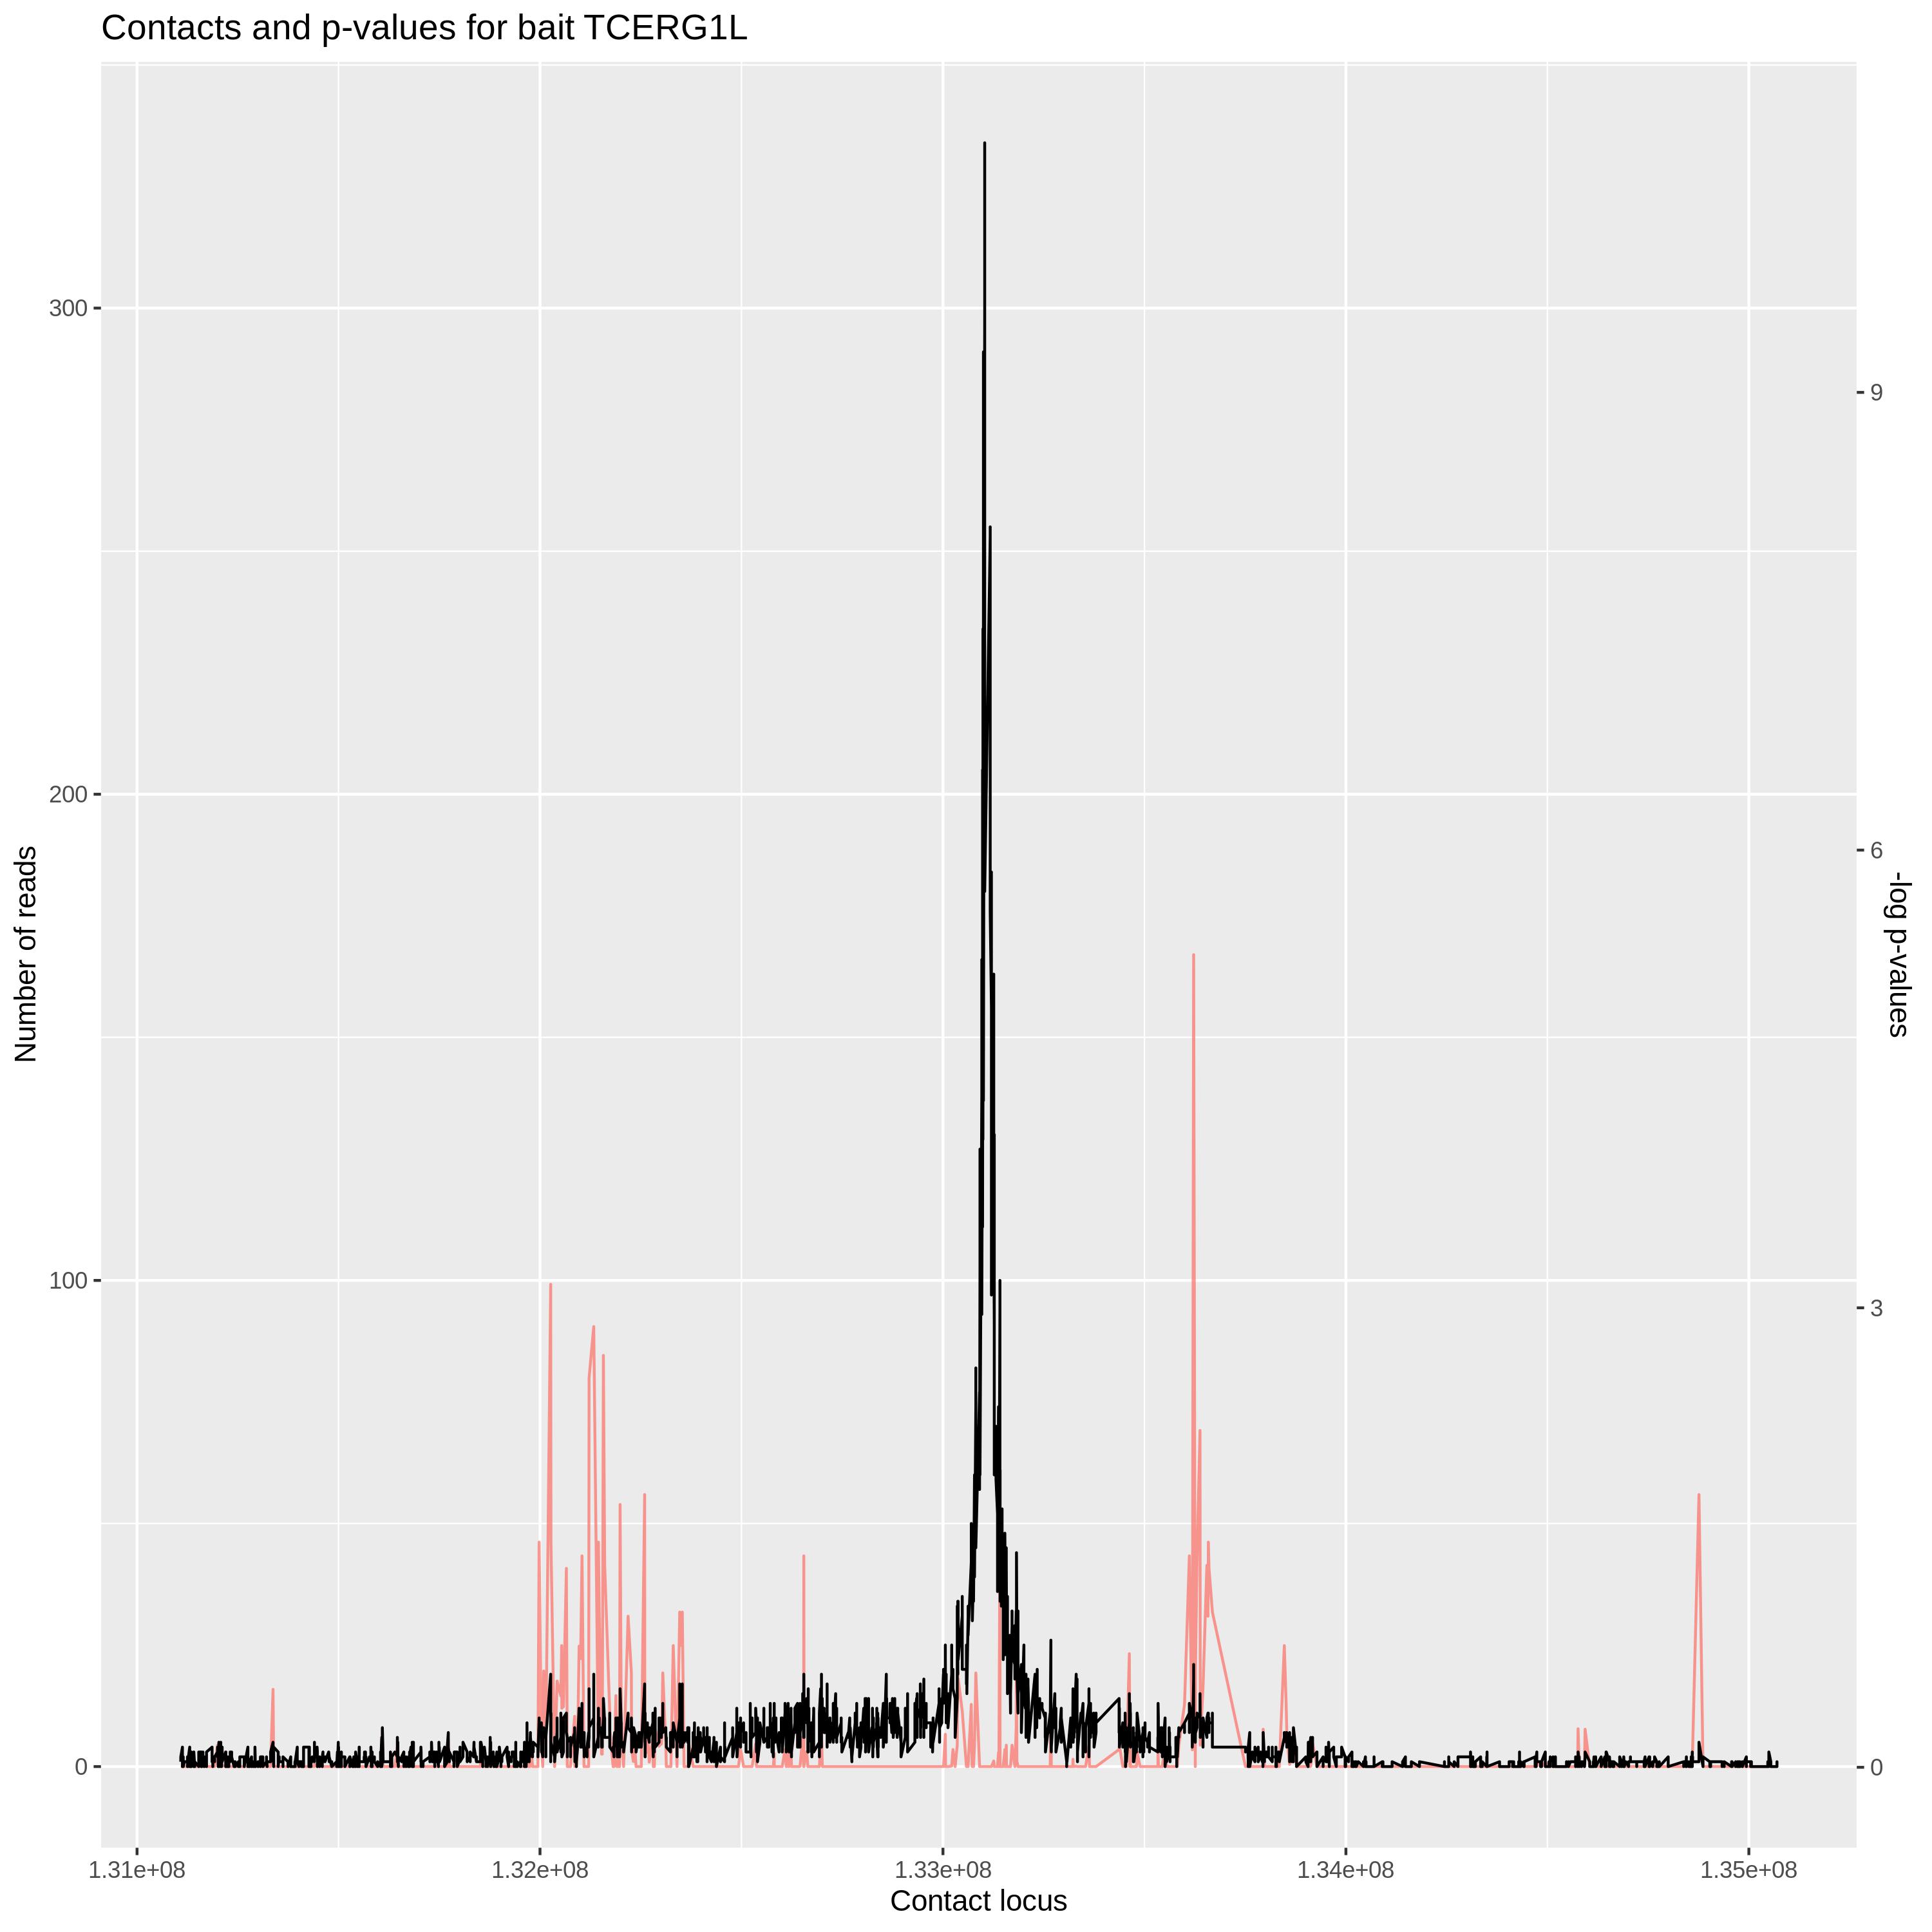 Contacts and p-values for bait TCERG1L
Number of reads
300
200
100
0
9
6
3
0
-log p-values
1.31e+08
1.32e+08
1.33e+08
1.34e+08
1.35e+08
Contact locus